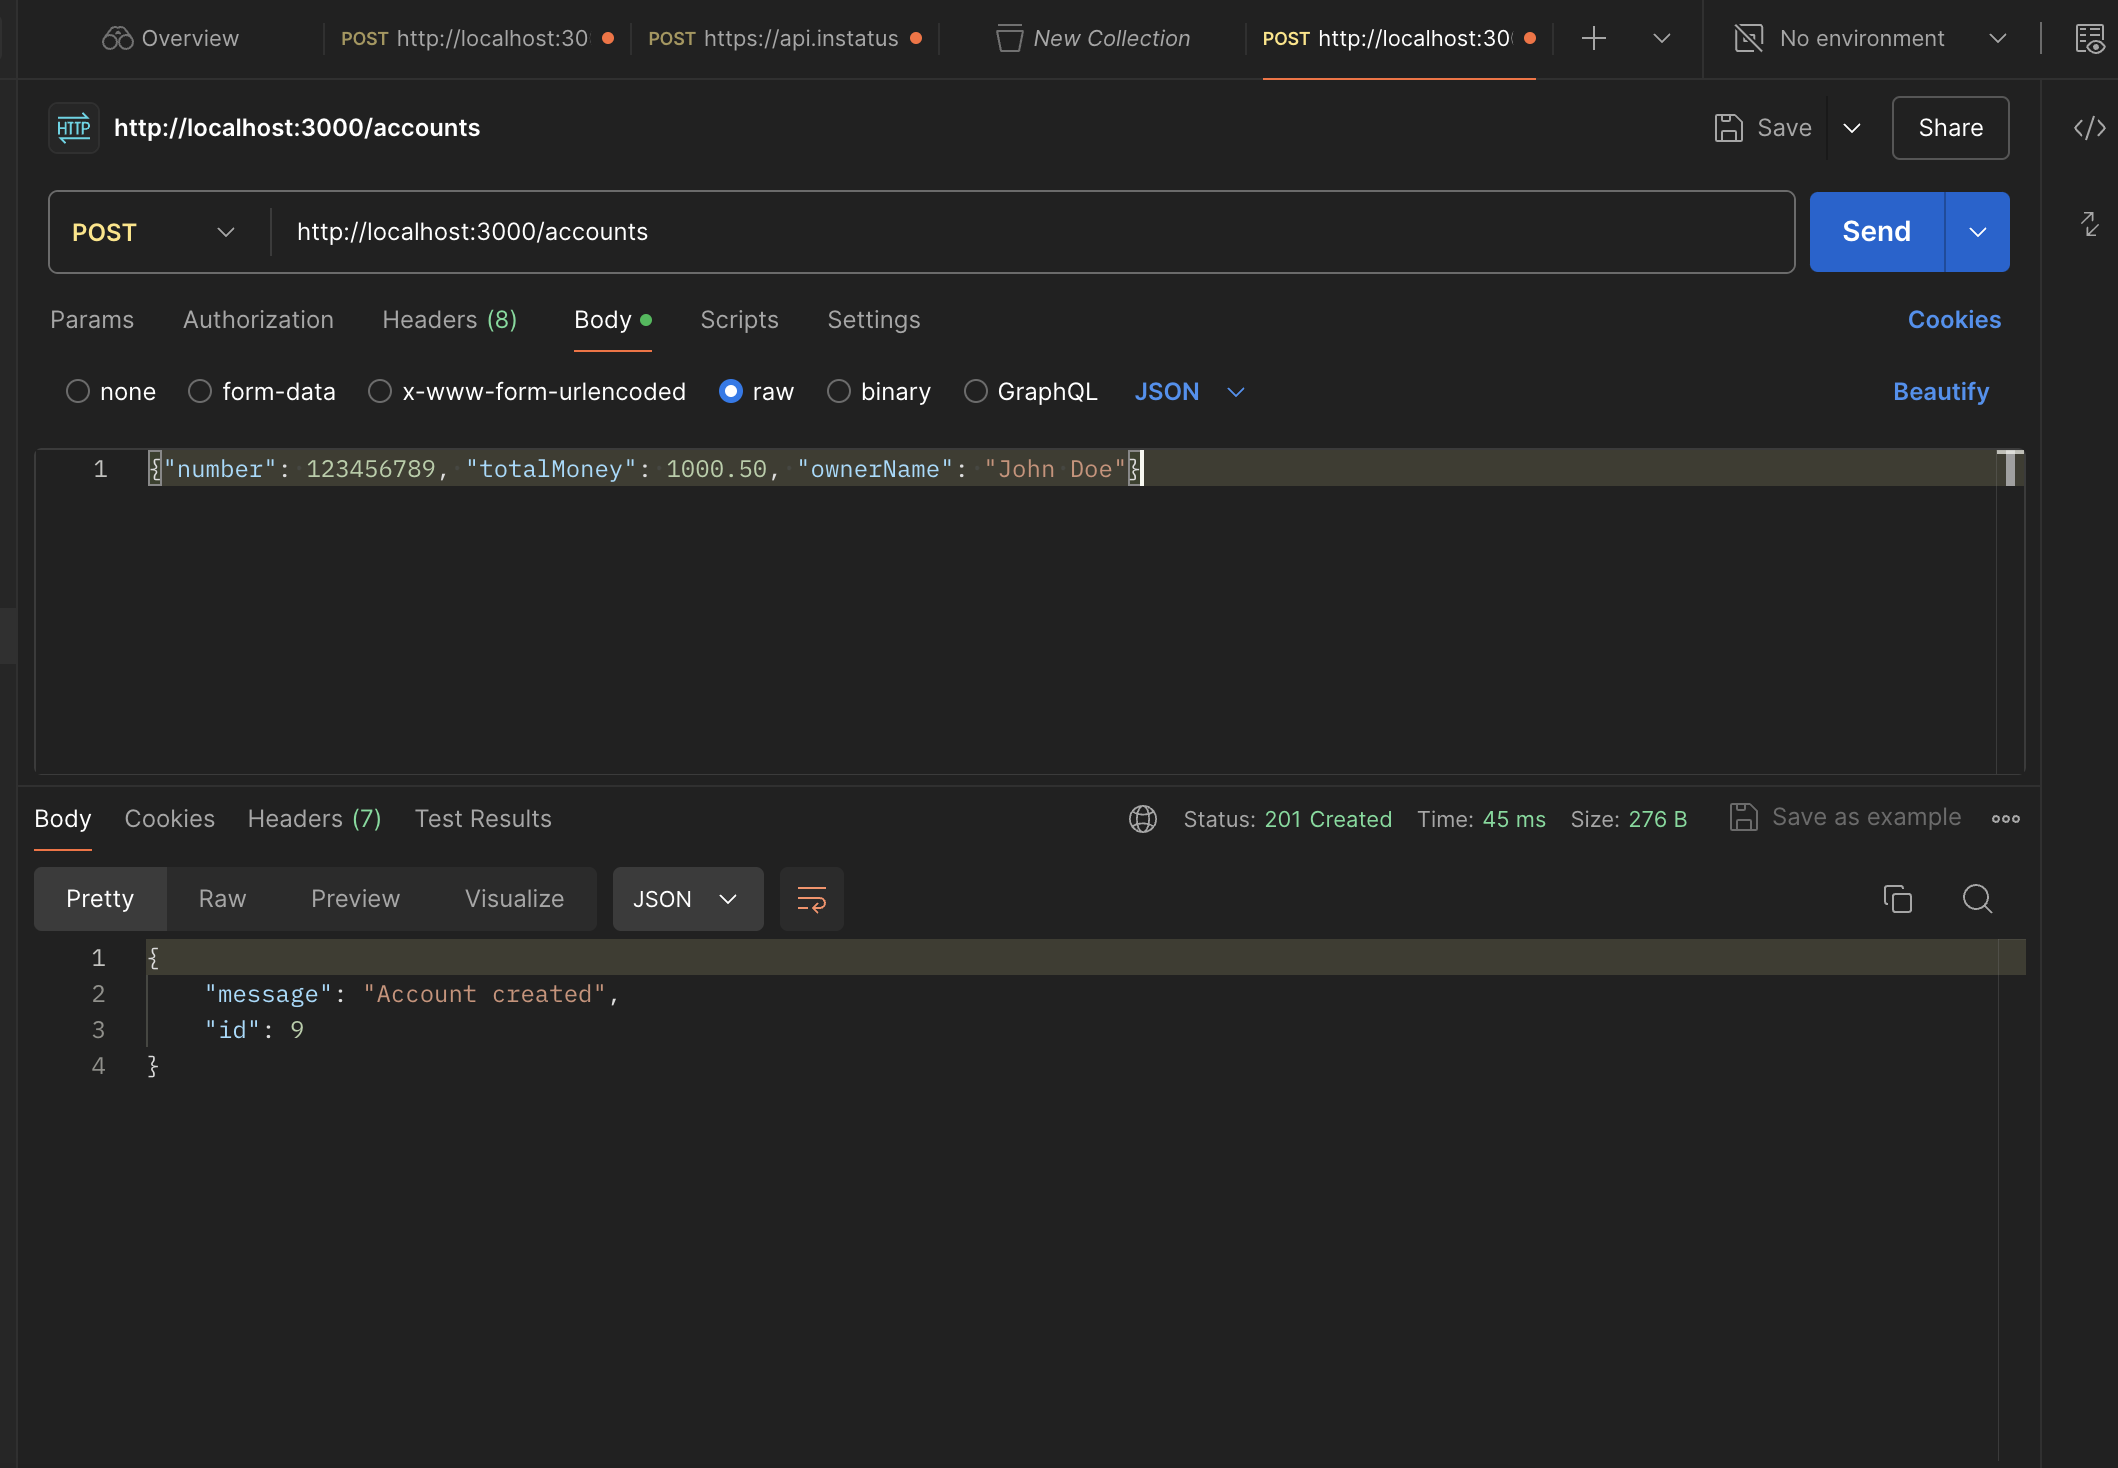 Overview
POST http://localhost:30
POST https://api.instatus
New Collection
POST http://localhost:30
No environment
HTTP
http://localhost:3000/accounts
Save
Share
POST
http://localhost:3000/accounts
Send
Params
Authorization
Headers (8)
Body
Scripts
Settings
Cookies
none
form-data
x-www-form-urlencoded
raw
binary
GraphQL
JSON
Beautify
1 {"number": 123456789, "totalMoney": 1000.50, "ownerName": "John Doe"}
Body
Cookies
Headers (7)
Test Results
Status: 201 Created
Time: 45 ms
Size: 276 B
Save as example
Pretty
Raw
Preview
Visualize
JSON
1 {
2 "message": "Account created",
3 "id": 9
4 }